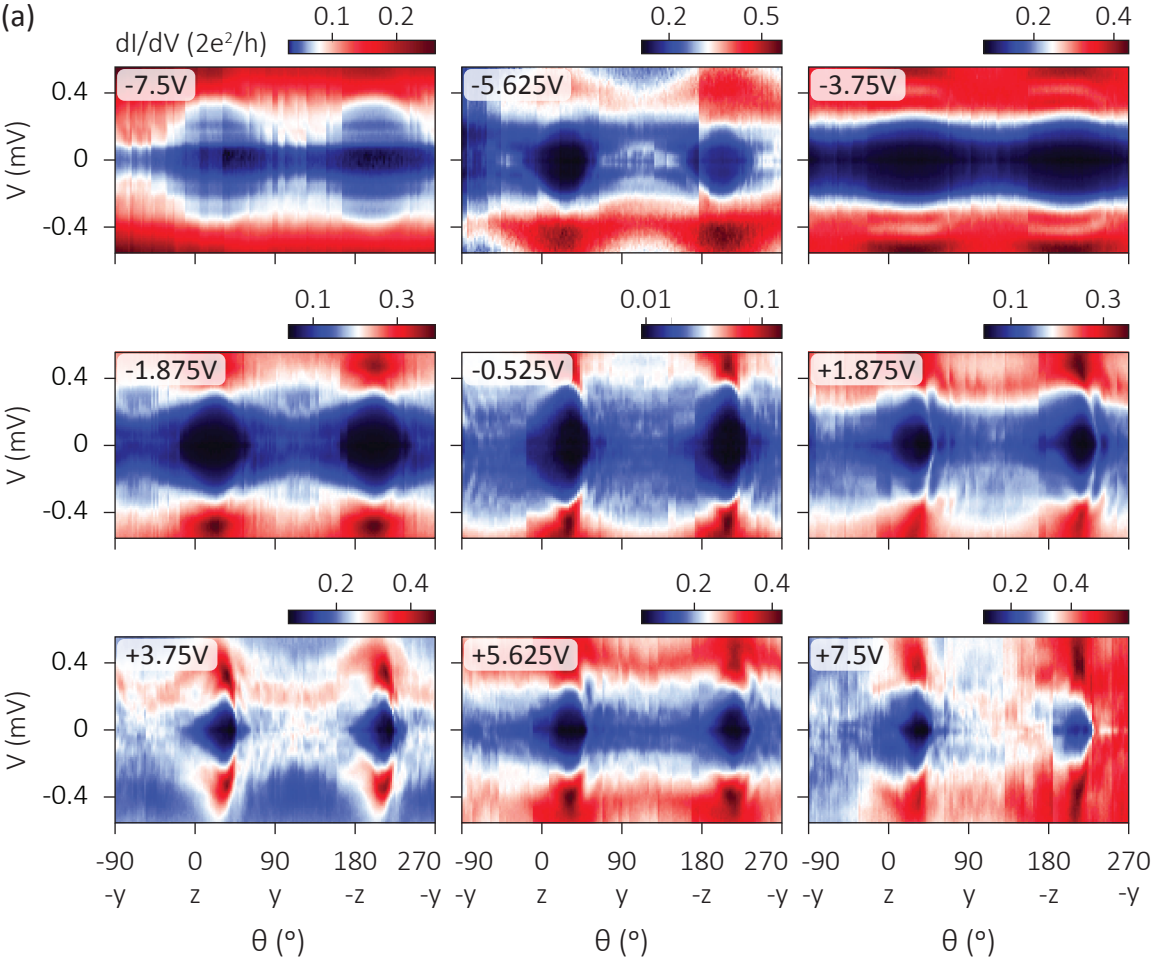 (a)
0.1 0.2 0.2 0.5 0.2 0.4
dI/dV (2e²/h)
-7.5V -5.625V -3.75V
0.4
V (mV)
0
-0.4
0.1 0.3 0.01 0.1 0.1 0.3
-1.875V -0.525V +1.875V
0.4
V (mV)
0
-0.4
0.2 0.4 0.2 0.4 0.2 0.4
+3.75V +5.625V +7.5V
0.4
V (mV)
0
-0.4
-90 0 90 180 270 -90 0 90 180 270 -90 0 90 180 270
-y z y -z -y -y z y -z -y -y z y -z -y
θ (°) θ (°) θ (°)